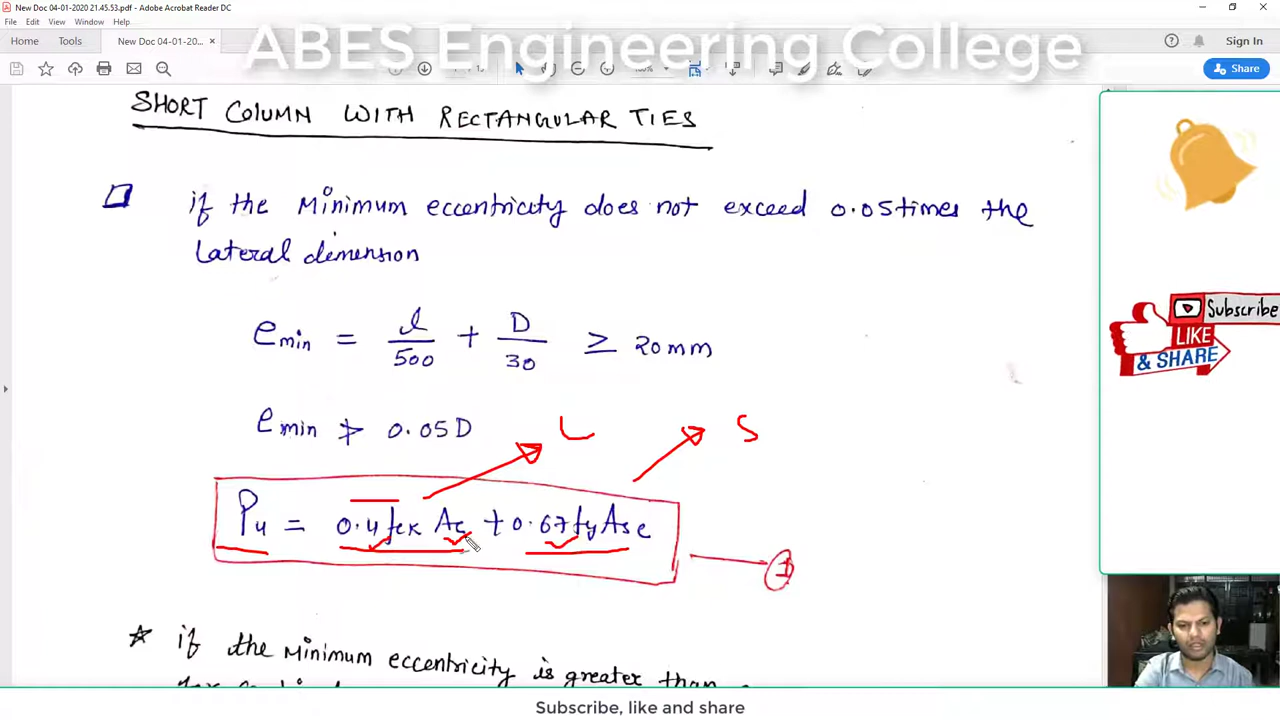 New Doc 04-01-2020 21.45.53.pdf - Adobe Acrobat Reader DC
File Edit View Window Help
Home Tools New Doc 04-01-20... × Sign In
ABES Engineering College
Share
SHORT COLUMN WITH RECTANGULAR TIES
if the Minimum eccentricity does not exceed 0.05 times the
lateral dimension
emin = l/500 + D/30 ≥ 20mm
emin ≯ 0.05D
L
S
Pu = 0.4fck Ac + 0.67fy Asc
1
if the minimum eccentricity is greater than
Subscribe
LIKE
& SHARE
Subscribe, like and share